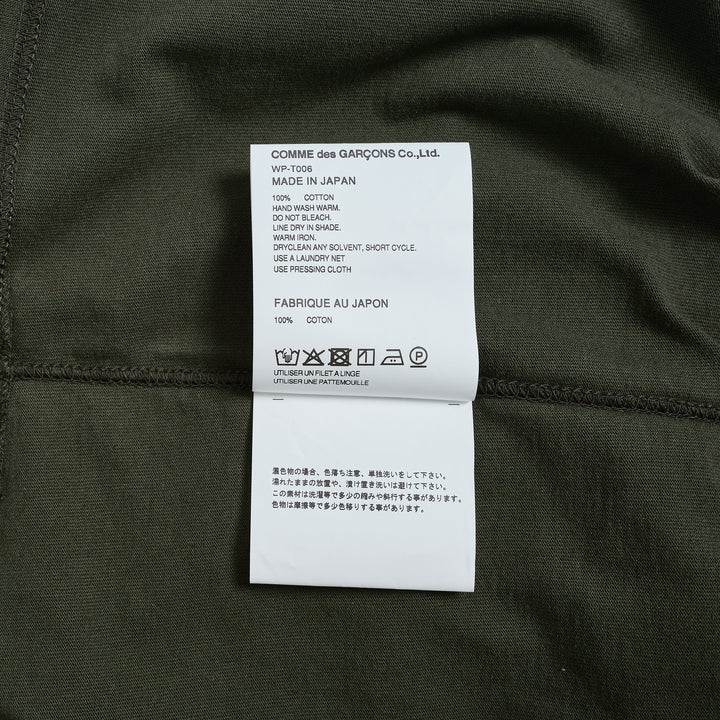 COMME des GARÇONS Co.,Ltd.
WP-T006
MADE IN JAPAN
100% COTTON
HAND WASH WARM.
DO NOT BLEACH.
LINE DRY IN SHADE.
WARM IRON.
DRYCLEAN ANY SOLVENT, SHORT CYCLE.
USE A LAUNDRY NET
USE PRESSING CLOTH
FABRIQUE AU JAPON
100% COTON
UTILISER UN FILET A LINGE
UTILISER UNE PATTEMOUILLE
濃色物の場合、色落ち注意、単独洗いをして下さい。
濡れたままの放置や、漬け置き洗いは避けて下さい。
この素材は洗濯等で多少の縮みや斜行する事があります。
色物は摩擦等で多少色移りする事があります。